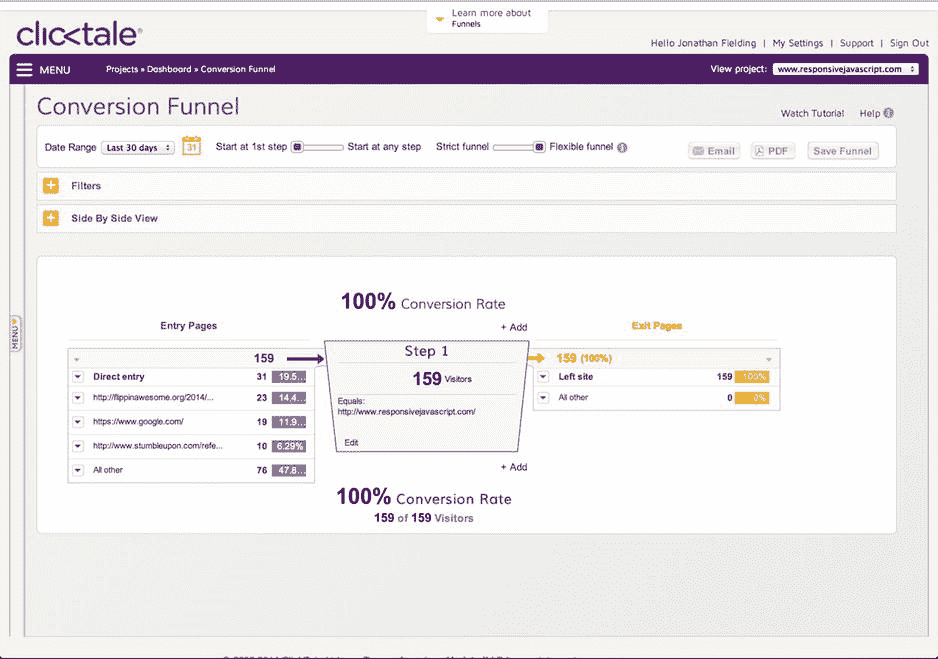 Learn more about
Funnels
clicktale®
Hello Jonathan Fielding | My Settings | Support | Sign Out
MENU Projects » Dashboard » Conversion Funnel View project: www.responsivejavascript.com
Conversion Funnel
Watch Tutorial Help
Date Range Last 30 days 31 Start at 1st step Start at any step Strict funnel Flexible funnel Email PDF Save Funnel
Filters
Side By Side View
MENU
100% Conversion Rate
Entry Pages
+ Add
Exit Pages
159
Step 1
159 (100%)
Direct entry 31 19.5...
http://flippinawesome.org/2014/... 23 14.4...
https://www.google.com/ 19 11.9...
http://www.stumbleupon.com/refe... 10 6.29%
All other 76 47.8...
159 Visitors
Equals:
http://www.responsivejavascript.com/
Edit
Left site 159 100%
All other 0 0%
+ Add
100% Conversion Rate
159 of 159 Visitors